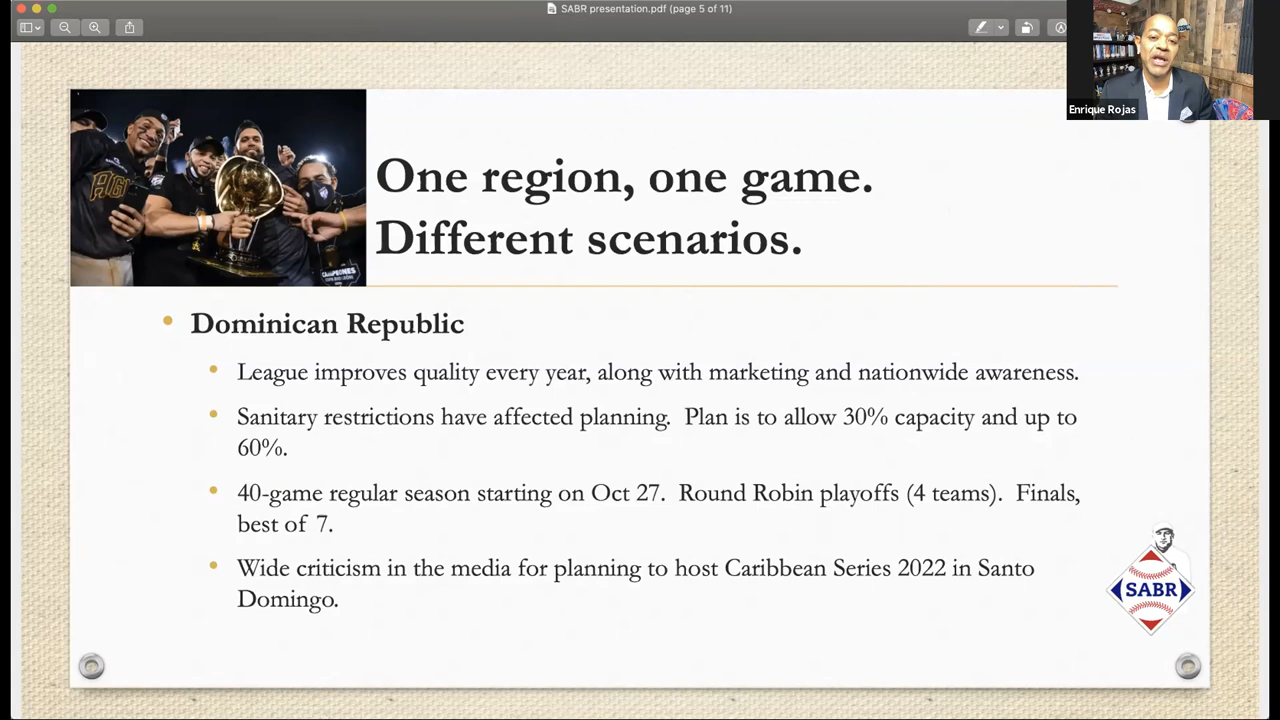 SABR presentation.pdf (page 5 of 11)
Enrique Rojas
AGU
CAMPEONES
One region, one game.
Different scenarios.
• Dominican Republic
• League improves quality every year, along with marketing and nationwide awareness.
• Sanitary restrictions have affected planning.  Plan is to allow 30% capacity and up to
60%.
• 40-game regular season starting on Oct 27.  Round Robin playoffs (4 teams).  Finals,
best of 7.
• Wide criticism in the media for planning to host Caribbean Series 2022 in Santo
Domingo.
SABR